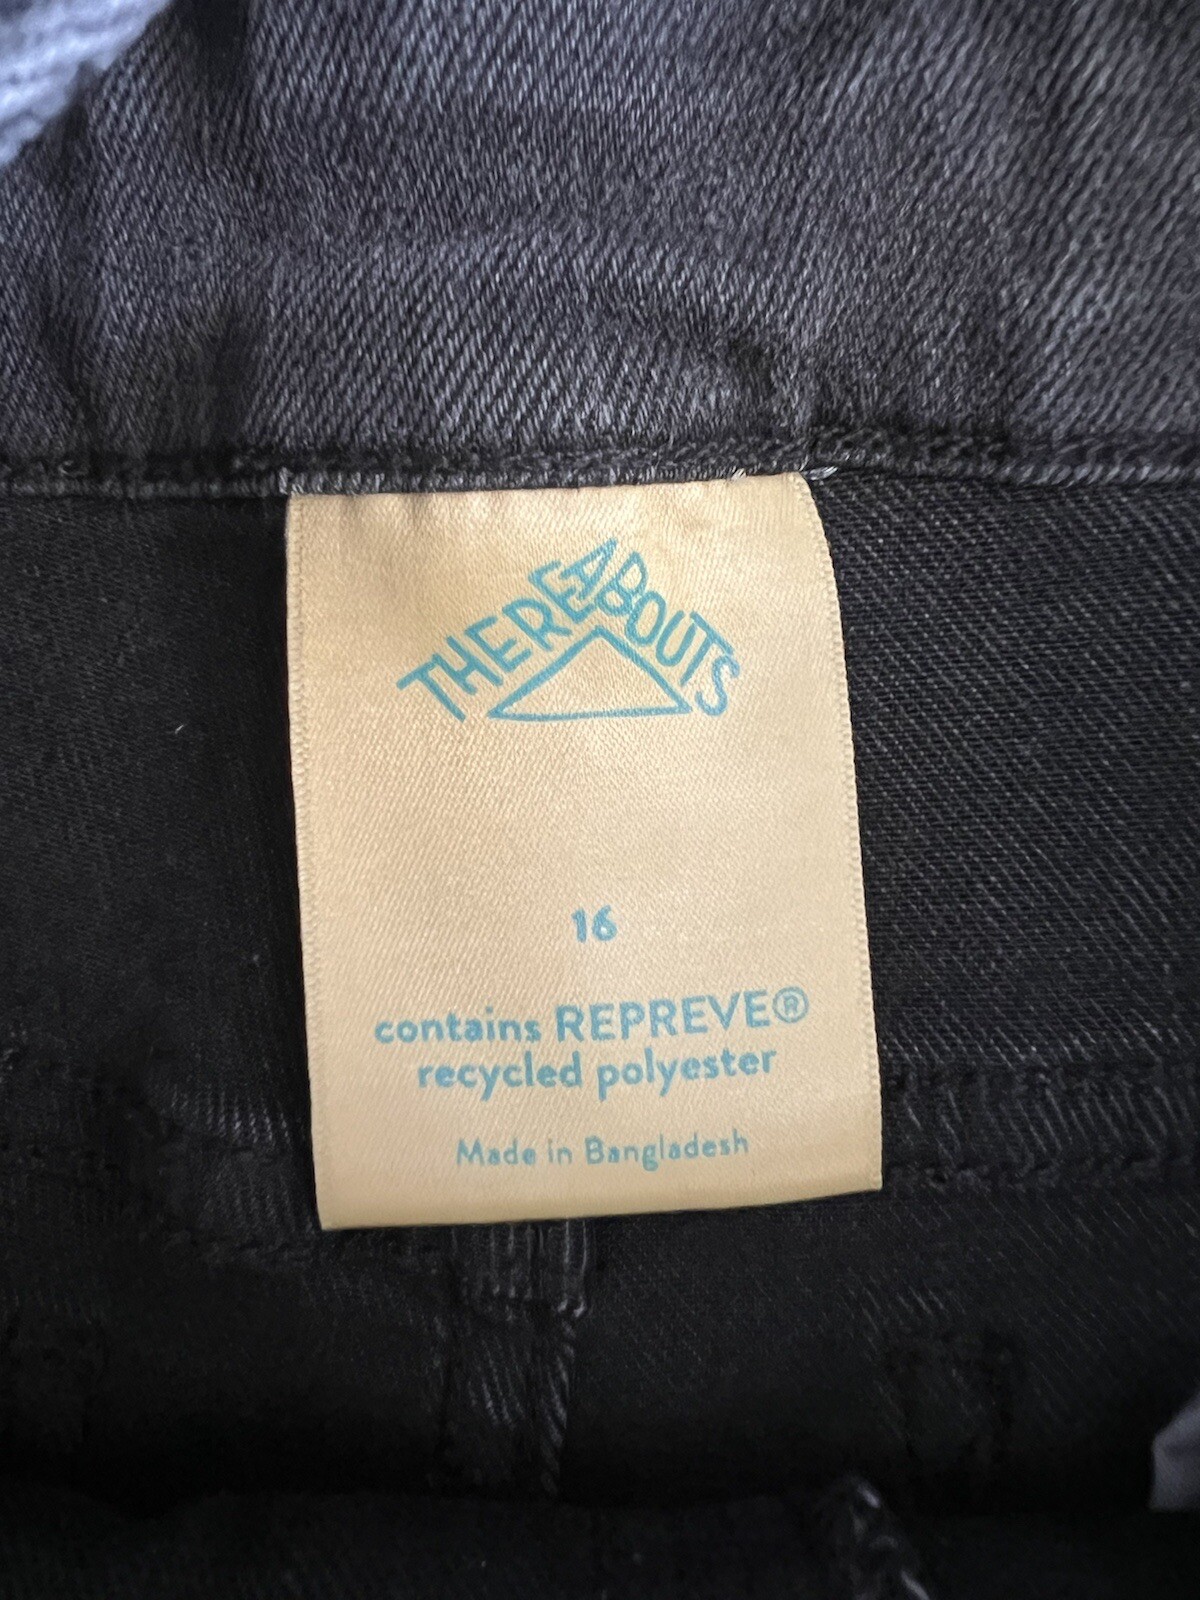 THEREABOUTS
16
contains REPREVE®
recycled polyester
Made in Bangladesh